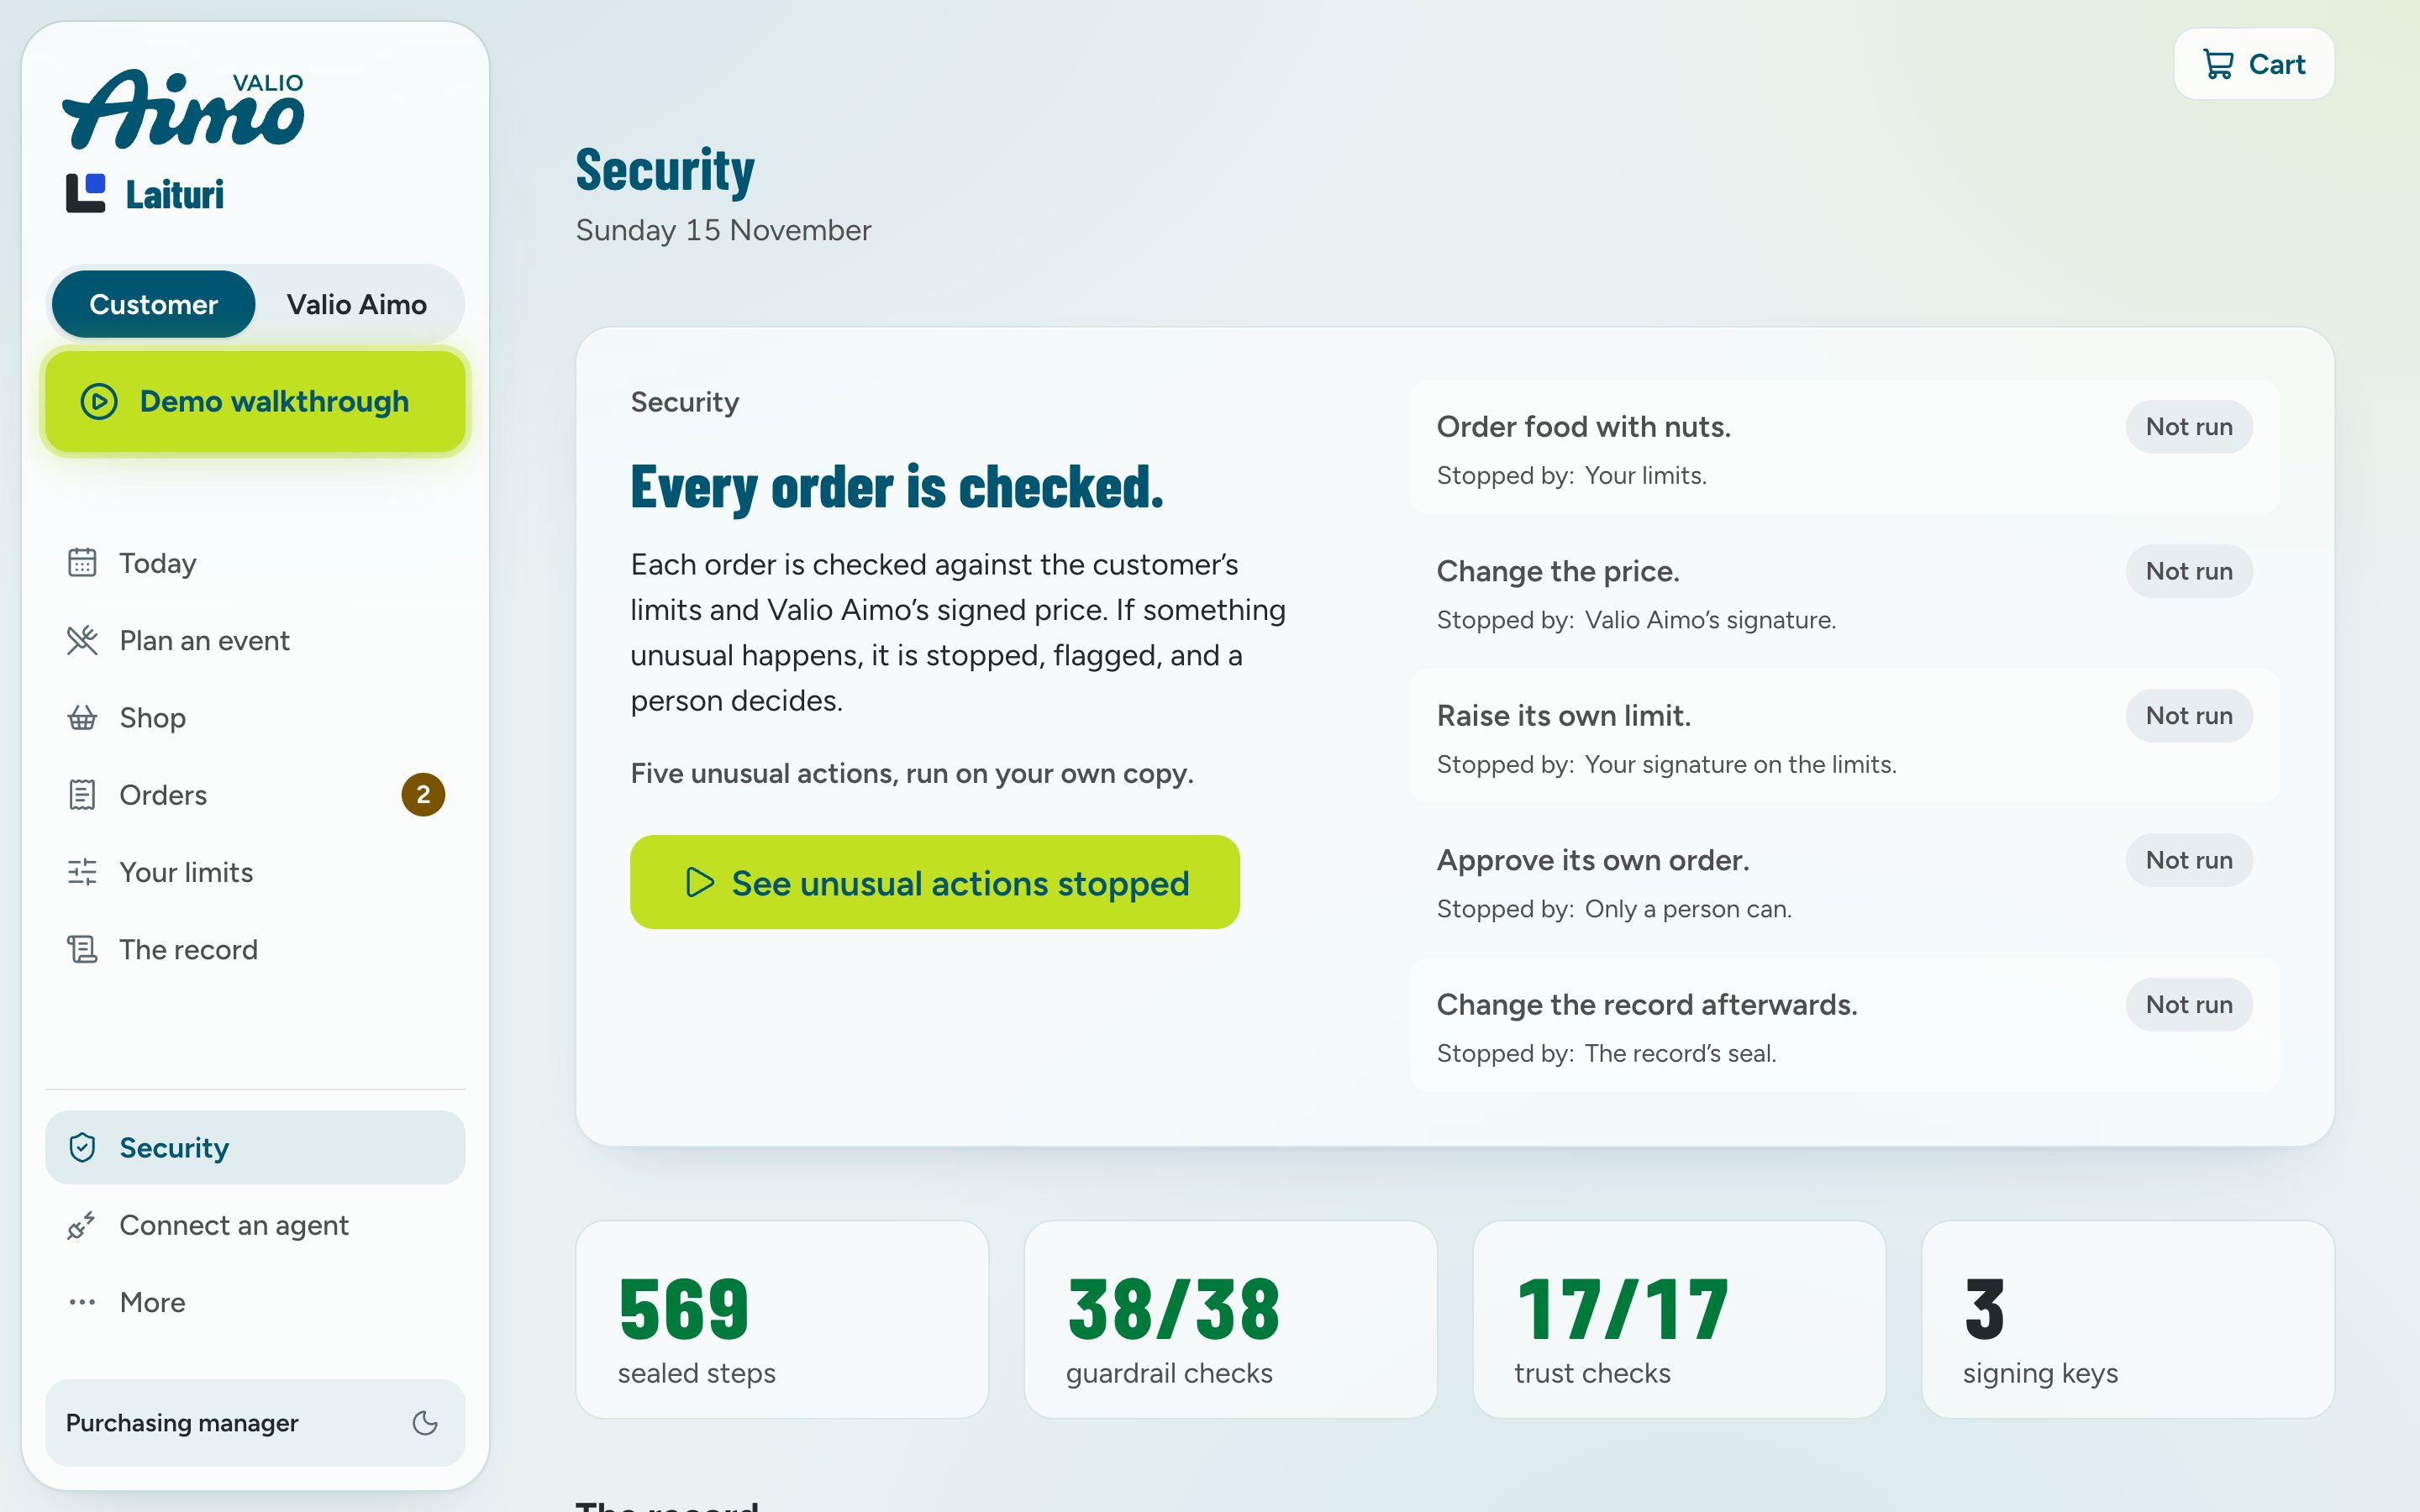 VALIO
Aimo
Laituri
Customer
Valio Aimo
Demo walkthrough
Today
Plan an event
Shop
Orders
2
Your limits
The record
Security
Connect an agent
More
Purchasing manager
Cart
Security
Sunday 15 November
Security
Every order is checked.
Each order is checked against the customer’s
limits and Valio Aimo’s signed price. If something
unusual happens, it is stopped, flagged, and a
person decides.
Five unusual actions, run on your own copy.
See unusual actions stopped
Order food with nuts.
Not run
Stopped by: Your limits.
Change the price.
Not run
Stopped by: Valio Aimo’s signature.
Raise its own limit.
Not run
Stopped by: Your signature on the limits.
Approve its own order.
Not run
Stopped by: Only a person can.
Change the record afterwards.
Not run
Stopped by: The record’s seal.
569
sealed steps
38/38
guardrail checks
17/17
trust checks
3
signing keys
The record